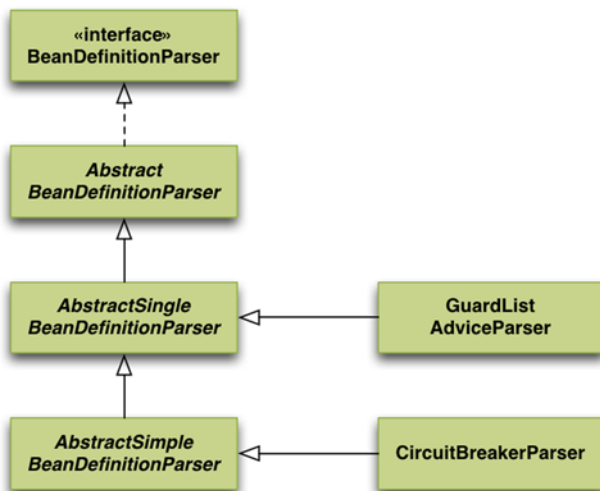 «interface»
BeanDefinitionParser
Abstract
BeanDefinitionParser
AbstractSingle
BeanDefinitionParser
GuardList
AdviceParser
AbstractSimple
BeanDefinitionParser
CircuitBreakerParser